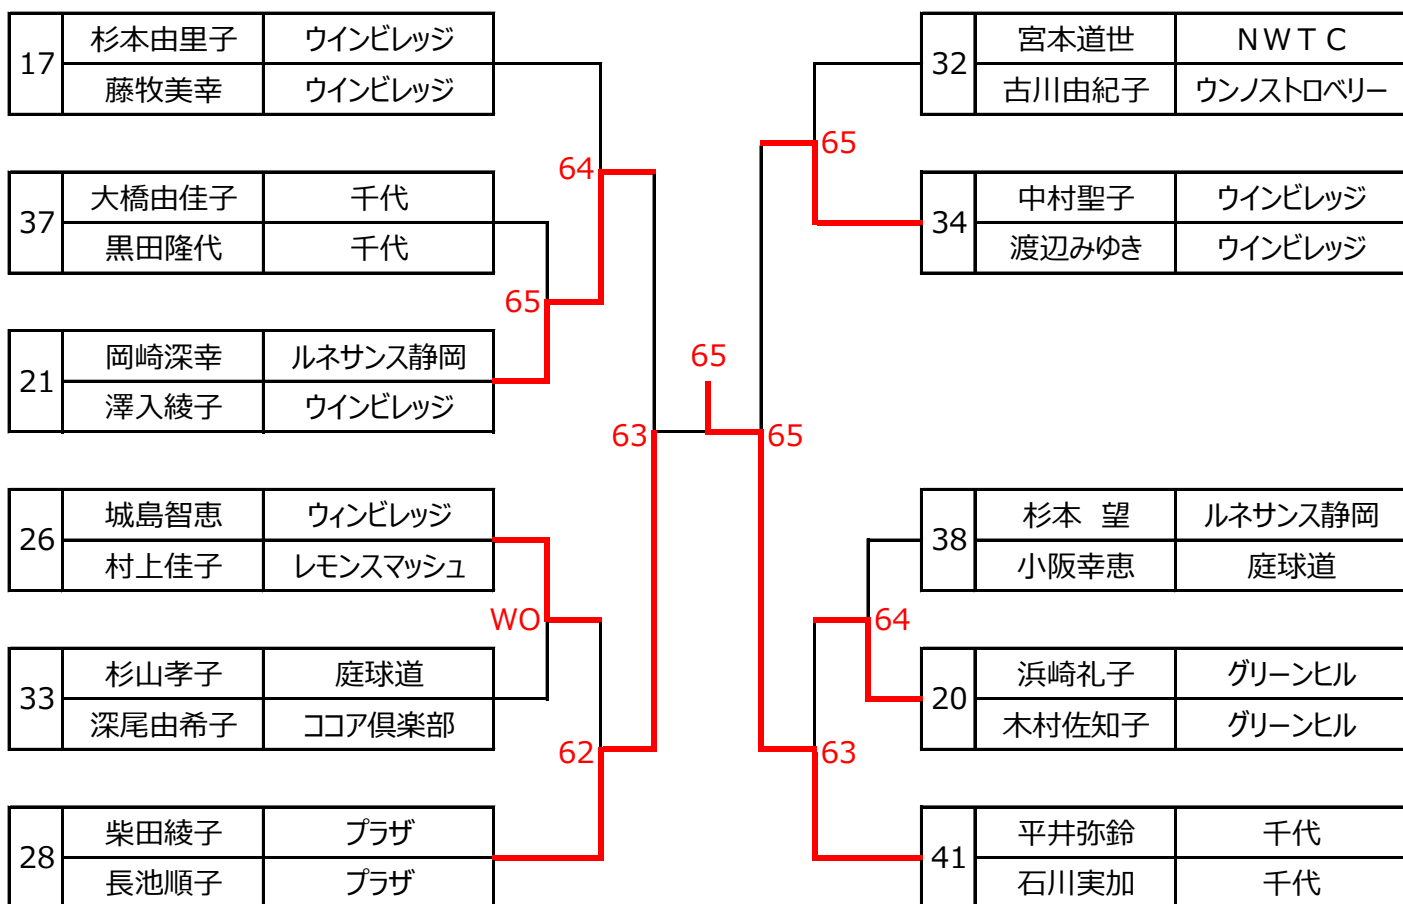 17 杉本由里子 ウインビレッジ
藤牧美幸 ウインビレッジ
37 大橋由佳子 千代
黒田隆代 千代
21 岡崎深幸 ルネサンス静岡
澤入綾子 ウインビレッジ
26 城島智恵 ウィンビレッジ
村上佳子 レモンスマッシュ
33 杉山孝子 庭球道
深尾由希子 ココア倶楽部
28 柴田綾子 プラザ
長池順子 プラザ
64
65
63
WO
62
65
65
65
64
63
32 宮本道世 NWTC
古川由紀子 ウンノストロベリー
34 中村聖子 ウインビレッジ
渡辺みゆき ウインビレッジ
38 杉本 望 ルネサンス静岡
小阪幸恵 庭球道
20 浜崎礼子 グリーンヒル
木村佐知子 グリーンヒル
41 平井弥鈴 千代
石川実加 千代